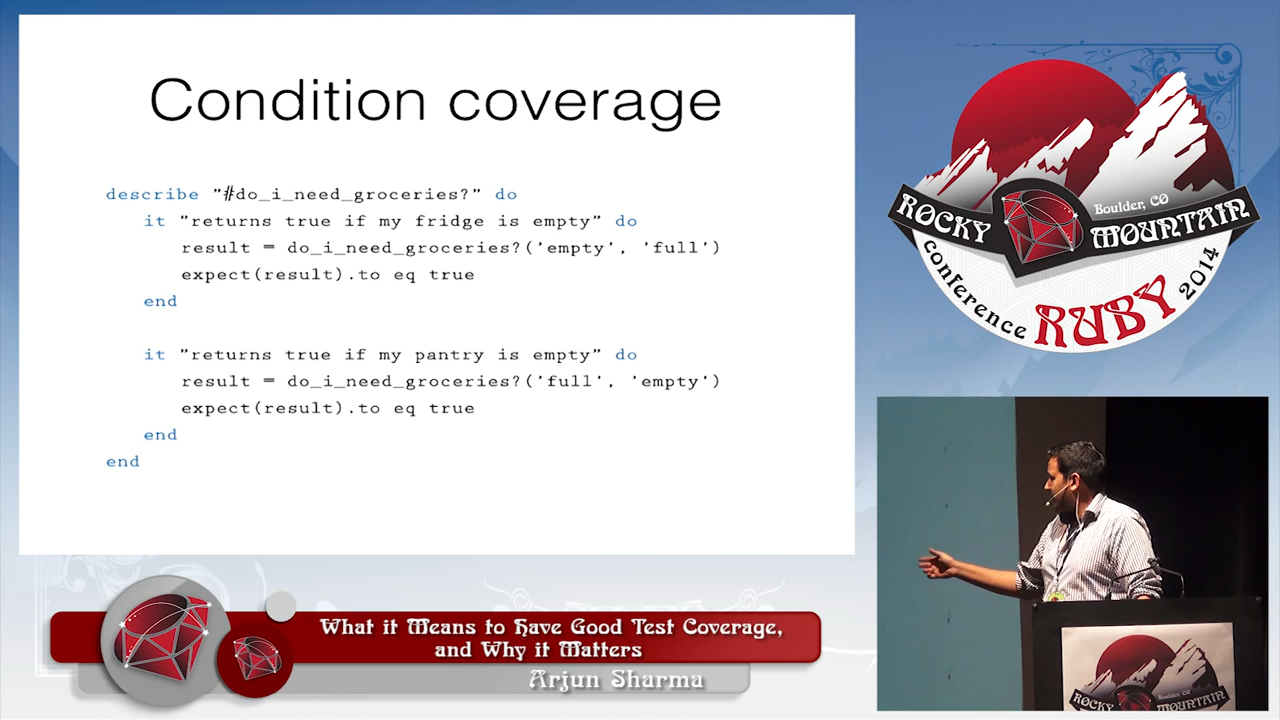 Condition coverage
describe "#do_i_need_groceries?" do
it "returns true if my fridge is empty" do
result = do_i_need_groceries?('empty', 'full')
expect(result).to eq true
end
it "returns true if my pantry is empty" do
result = do_i_need_groceries?('full', 'empty')
expect(result).to eq true
end
end
Boulder, CO
ROCKY MOUNTAIN
conference RUBY 2014
What it Means to Have Good Test Coverage,
and Why it Matters
Arjun Sharma
ROCKY MOUNTAIN